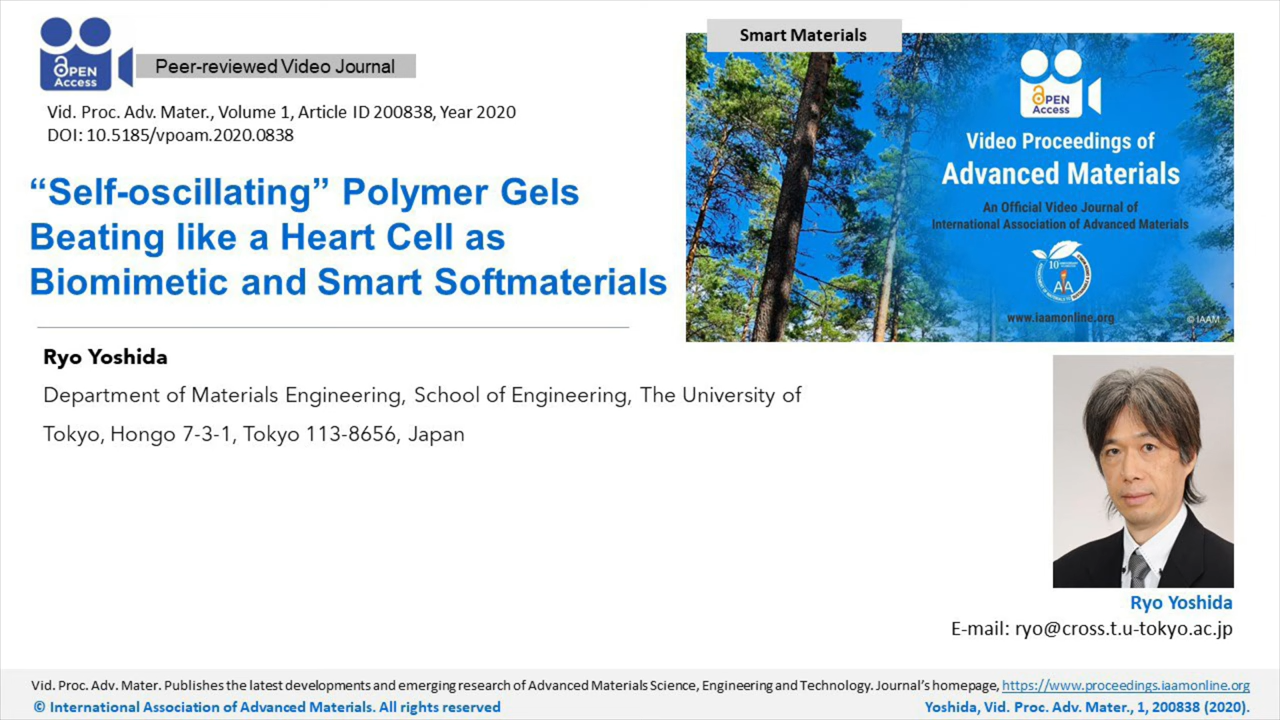 OPEN
Access
Peer-reviewed Video Journal
Vid. Proc. Adv. Mater., Volume 1, Article ID 200838, Year 2020
DOI: 10.5185/vpoam.2020.0838
“Self-oscillating” Polymer Gels
Beating like a Heart Cell as
Biomimetic and Smart Softmaterials
Ryo Yoshida
Department of Materials Engineering, School of Engineering, The University of
Tokyo, Hongo 7-3-1, Tokyo 113-8656, Japan
Smart Materials
OPEN
Access
Video Proceedings of
Advanced Materials
An Official Video Journal of
International Association of Advanced Materials
10
www.iaamonline.org
© IAAM
Ryo Yoshida
E-mail: ryo@cross.t.u-tokyo.ac.jp
Vid. Proc. Adv. Mater. Publishes the latest developments and emerging research of Advanced Materials Science, Engineering and Technology. Journal’s homepage, https://www.proceedings.iaamonline.org
© International Association of Advanced Materials. All rights reserved
Yoshida, Vid. Proc. Adv. Mater., 1, 200838 (2020).